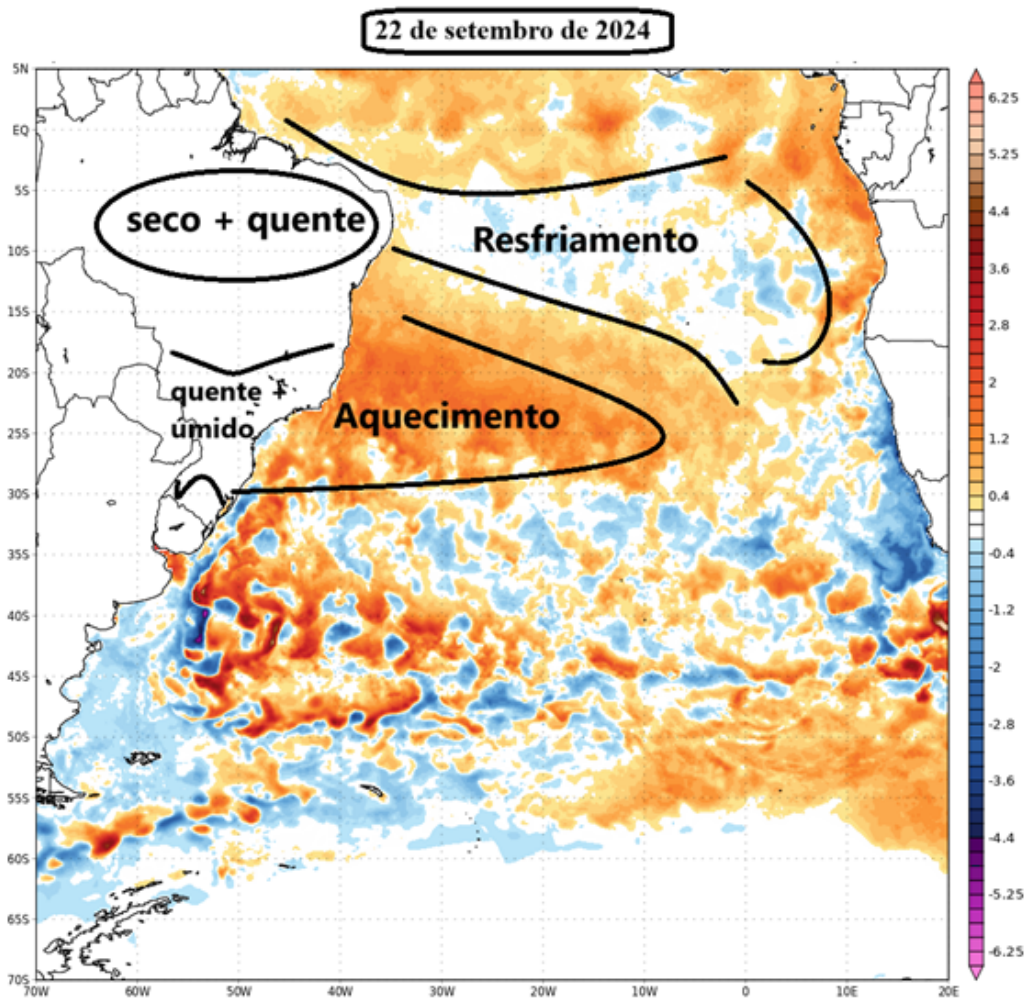 22 de setembro de 2024
5N
EQ
5S
10S
15S
20S
25S
30S
35S
40S
45S
50S
55S
60S
65S
70S
seco + quente
Resfriamento
quente +
úmido
Aquecimento
70W
60W
50W
40W
30W
20W
10W
0
10E
20E
6.25
5.25
4.4
3.6
2.8
2
1.2
0.4
-0.4
-1.2
-2
-2.8
-3.6
-4.4
-5.25
-6.25